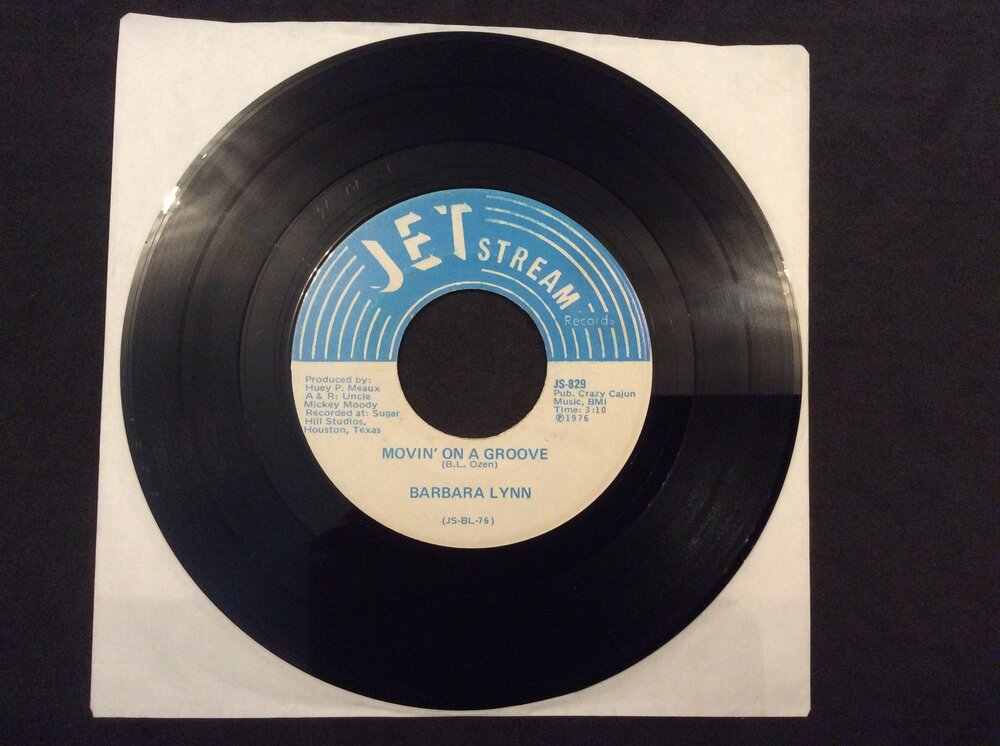 JET
STREAM
Records
Produced by:
Huey P. Meaux
A & R: Uncle
Mickey Moody
Recorded at: Sugar
Hill Studios,
Houston, Texas
JS-829
Pub. Crazy Cajun
Music, BMI
Time: 3:10
℗1976
MOVIN' ON A GROOVE
(B.L. Ozen)
BARBARA LYNN
(JS-BL-76)